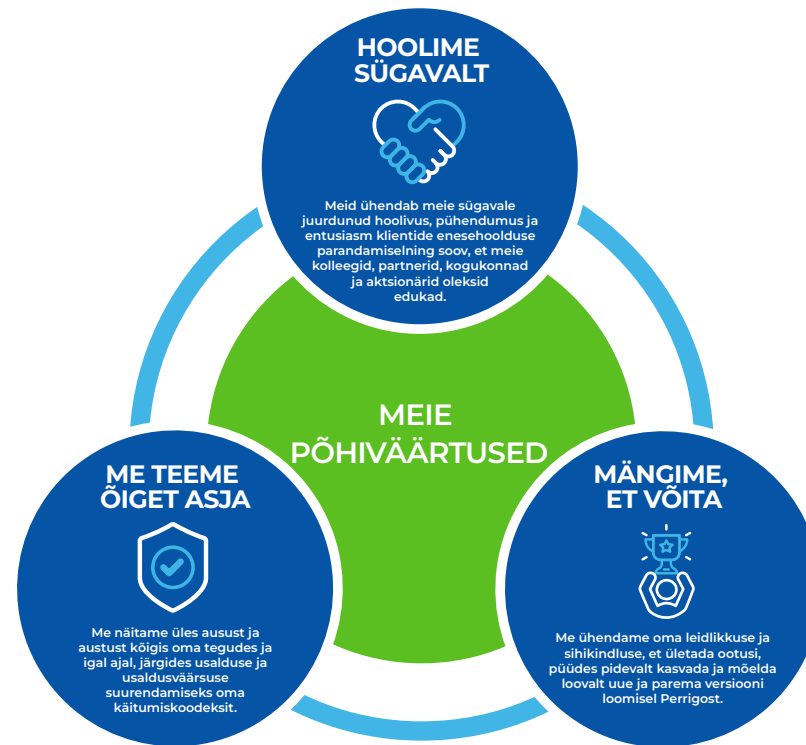 HOOLIME
SÜGAVALT
Meid ühendab meie sügavale
juurdunud hoolivus, pühendumus ja
entusiasm klientide enesehoolduse
parandamiselning soov, et meie
kolleegid, partnerid, kogukonnad
ja aktsionärid oleksid
edukad.
MEIE
PÕHIVÄÄRTUSED
ME TEEME
ÕIGET ASJA
Me näitame üles ausust ja
austust kõigis oma tegudes ja
igal ajal, järgides usalduse ja
usaldusväärsuse
suurendamiseks oma
käitumiskoodeksit.
MÄNGIME,
ET VÕITA
Me ühendame oma leidlikkuse ja
sihikindluse, et ületada ootusi,
püüdes pidevalt kasvada ja mõelda
loovalt uue ja parema versiooni
loomisel Perrigost.